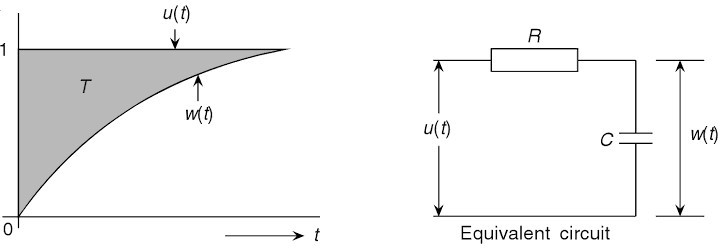 u(t)
1
T
w(t)
0
t
R
u(t)
C
w(t)
Equivalent circuit